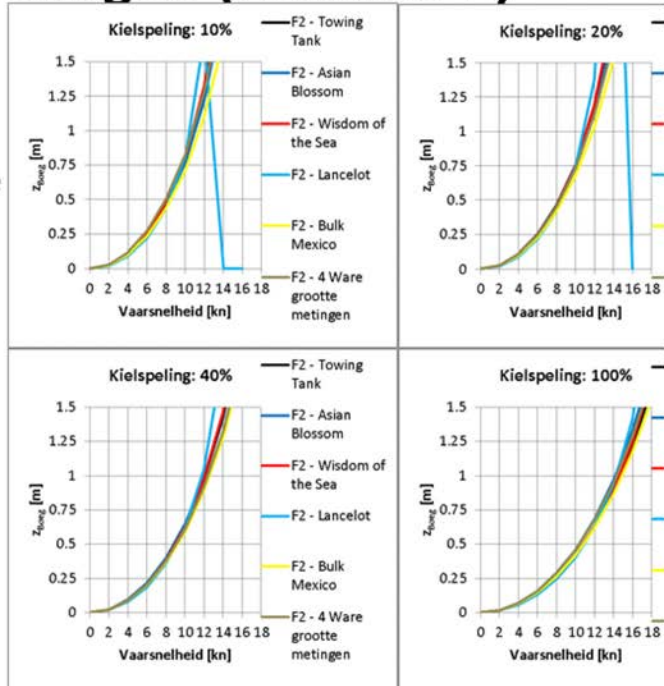 Kielspeling: 10%
1.5
1.25
1
0.75
0.5
0.25
0
z_Boeg [m]
0 2 4 6 8 10 12 14 16 18
Vaarsnelheid [kn]
F2 - Towing
Tank
F2 - Asian
Blossom
F2 - Wisdom of
the Sea
F2 - Lancelot
F2 - Bulk
Mexico
F2 - 4 Ware
grootte
metingen
Kielspeling: 20%
1.5
1.25
1
0.75
0.5
0.25
0
z_Boeg [m]
0 2 4 6 8 10 12 14 16 18
Vaarsnelheid [kn]
Kielspeling: 40%
1.5
1.25
1
0.75
0.5
0.25
0
z_Boeg [m]
0 2 4 6 8 10 12 14 16 18
Vaarsnelheid [kn]
F2 - Towing
Tank
F2 - Asian
Blossom
F2 - Wisdom of
the Sea
F2 - Lancelot
F2 - Bulk
Mexico
F2 - 4 Ware
grootte
metingen
Kielspeling: 100%
1.5
1.25
1
0.75
0.5
0.25
0
z_Boeg [m]
0 2 4 6 8 10 12 14 16 18
Vaarsnelheid [kn]